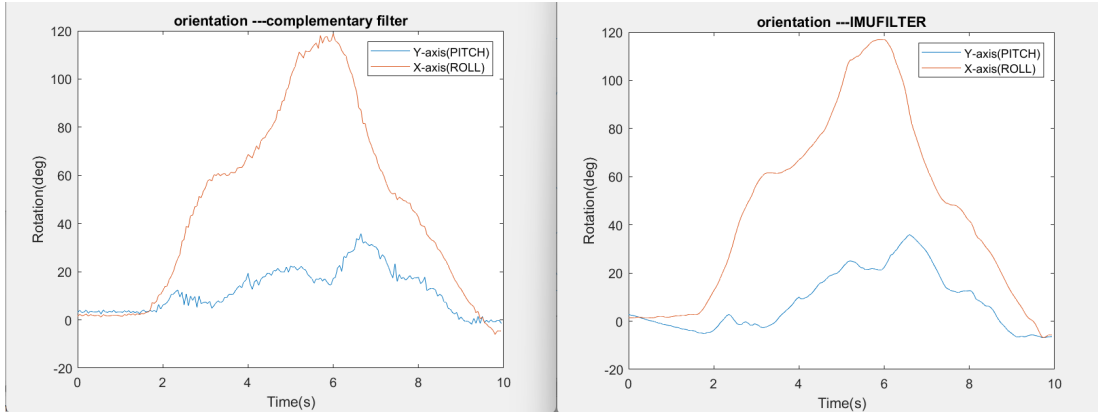 orientation ---complementary filter
120
100
80
60
40
20
0
-20
0 2 4 6 8 10
Rotation(deg)
Time(s)
Y-axis(PITCH)
X-axis(ROLL)
orientation ---IMUFILTER
120
100
80
60
40
20
0
-20
0 2 4 6 8 10
Rotation(deg)
Time(s)
Y-axis(PITCH)
X-axis(ROLL)